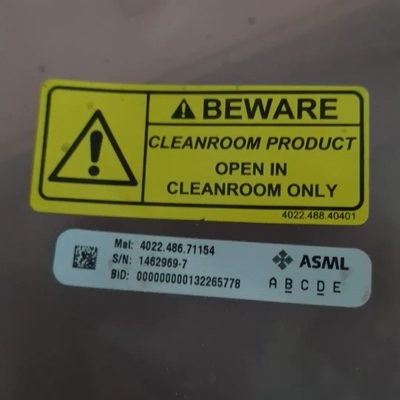 BEWARE
CLEANROOM PRODUCT
OPEN IN
CLEANROOM ONLY
4022.488.40401
Mat: 4022.486.71154
S/N: 1462969-7
BID: 000000000132265778
ASML
A B C D E